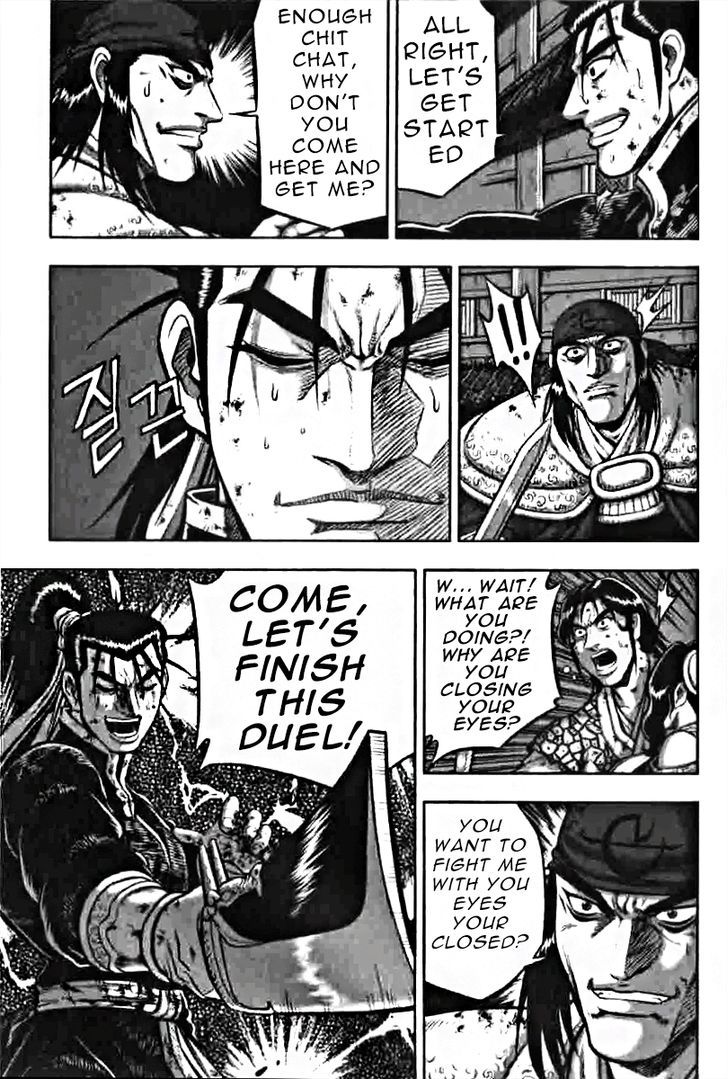 ALL
RIGHT,
LET'S
GET
START
ED
ENOUGH
CHIT
CHAT,
WHY
DON'T
YOU
COME
HERE AND
GET ME?
!!!
질끈
W... WAIT!
WHAT ARE
YOU
DOING?!
WHY ARE
YOU
CLOSING
YOUR
EYES?
COME,
LET'S
FINISH
THIS
DUEL!
YOU
WANT TO
FIGHT ME
WITH YOU
EYES
YOUR
CLOSED?